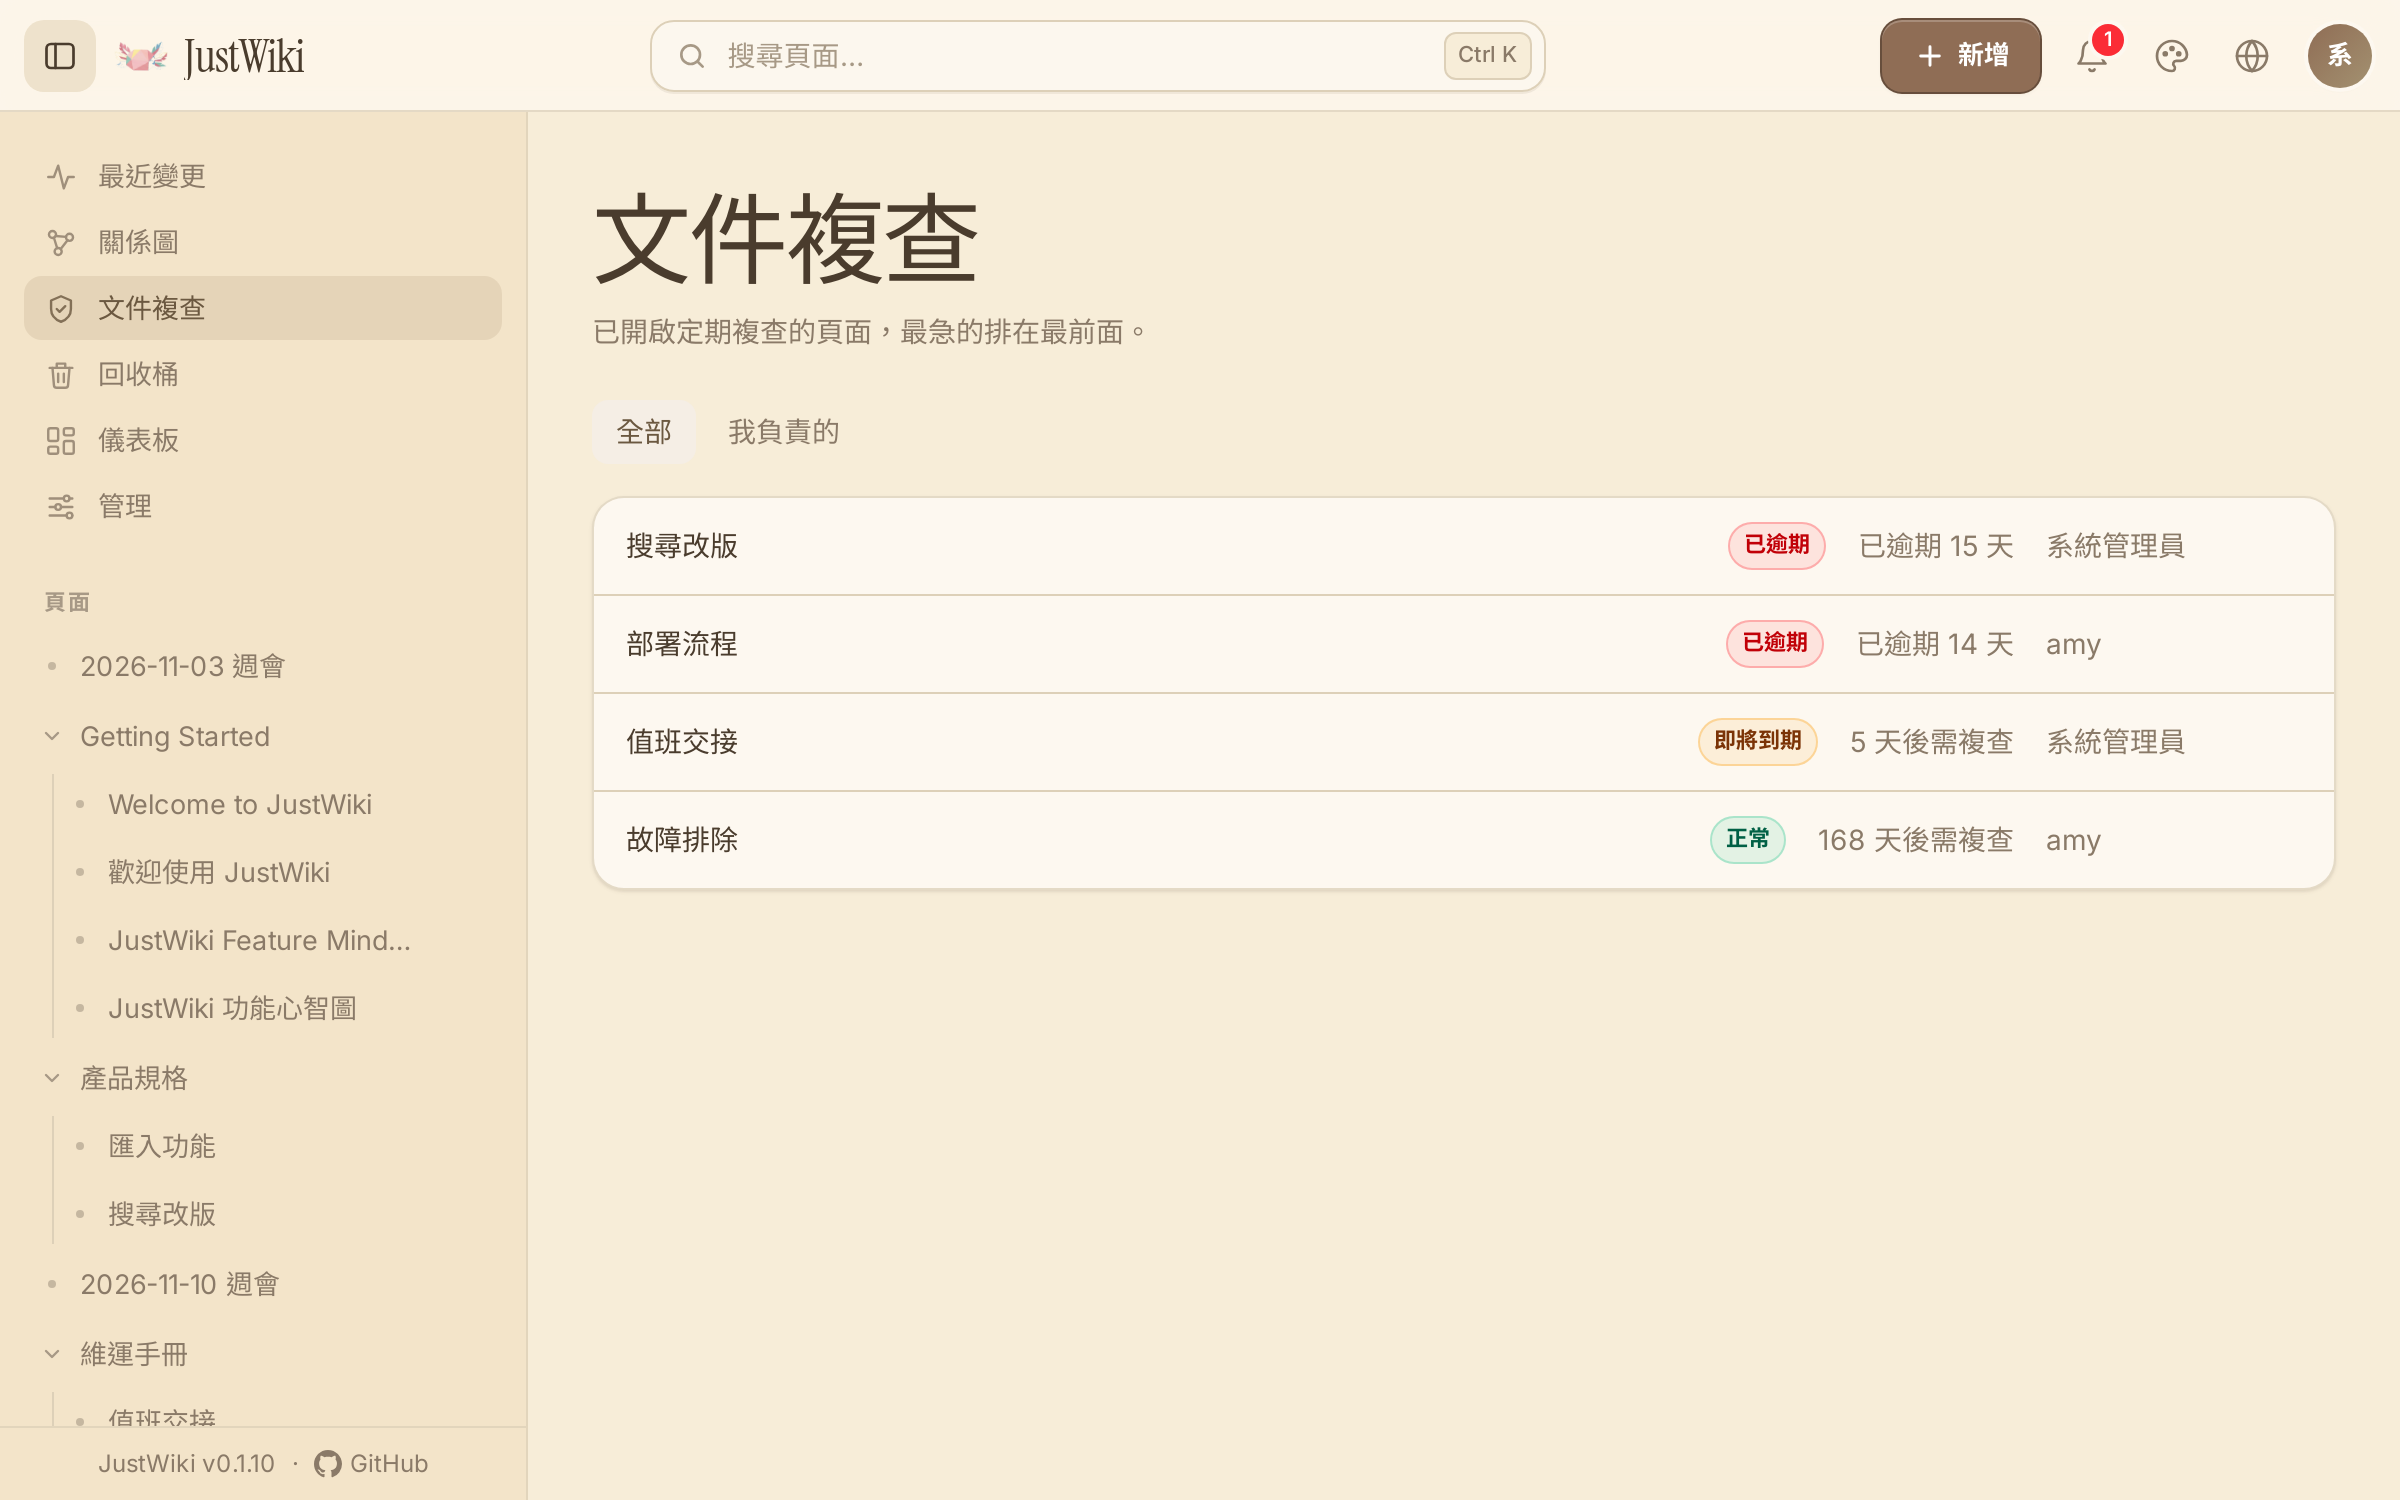 JustWiki
搜尋頁面...
Ctrl K
新增
1
系
最近變更
關係圖
文件複查
回收桶
儀表板
管理
頁面
2026-11-03 週會
Getting Started
Welcome to JustWiki
歡迎使用 JustWiki
JustWiki Feature Mind...
JustWiki 功能心智圖
產品規格
匯入功能
搜尋改版
2026-11-10 週會
維運手冊
值班交接
JustWiki v0.1.10 · GitHub
文件複查
已開啟定期複查的頁面，最急的排在最前面。
全部 我負責的
搜尋改版 已逾期 已逾期 15 天 系統管理員
部署流程 已逾期 已逾期 14 天 amy
值班交接 即將到期 5 天後需複查 系統管理員
故障排除 正常 168 天後需複查 amy